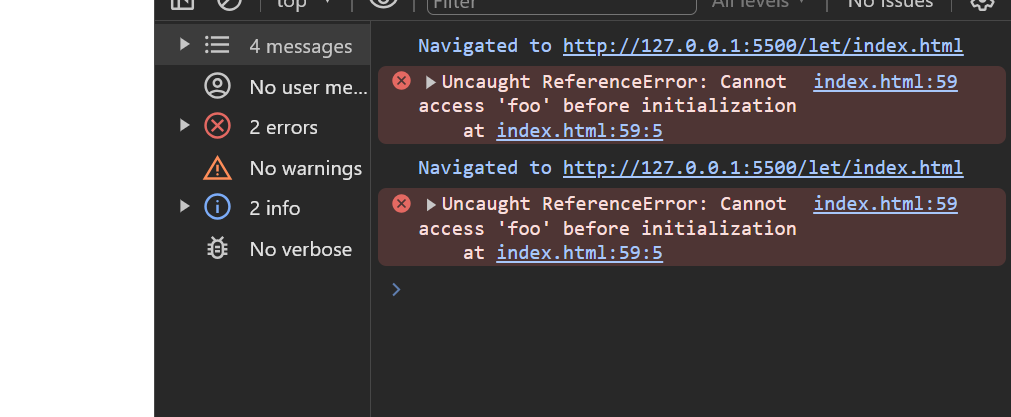 top
Filter
All levels
No Issues
4 messages
No user me...
2 errors
No warnings
2 info
No verbose
Navigated to http://127.0.0.1:5500/let/index.html
Uncaught ReferenceError: Cannot index.html:59
access 'foo' before initialization
at index.html:59:5
Navigated to http://127.0.0.1:5500/let/index.html
Uncaught ReferenceError: Cannot index.html:59
access 'foo' before initialization
at index.html:59:5